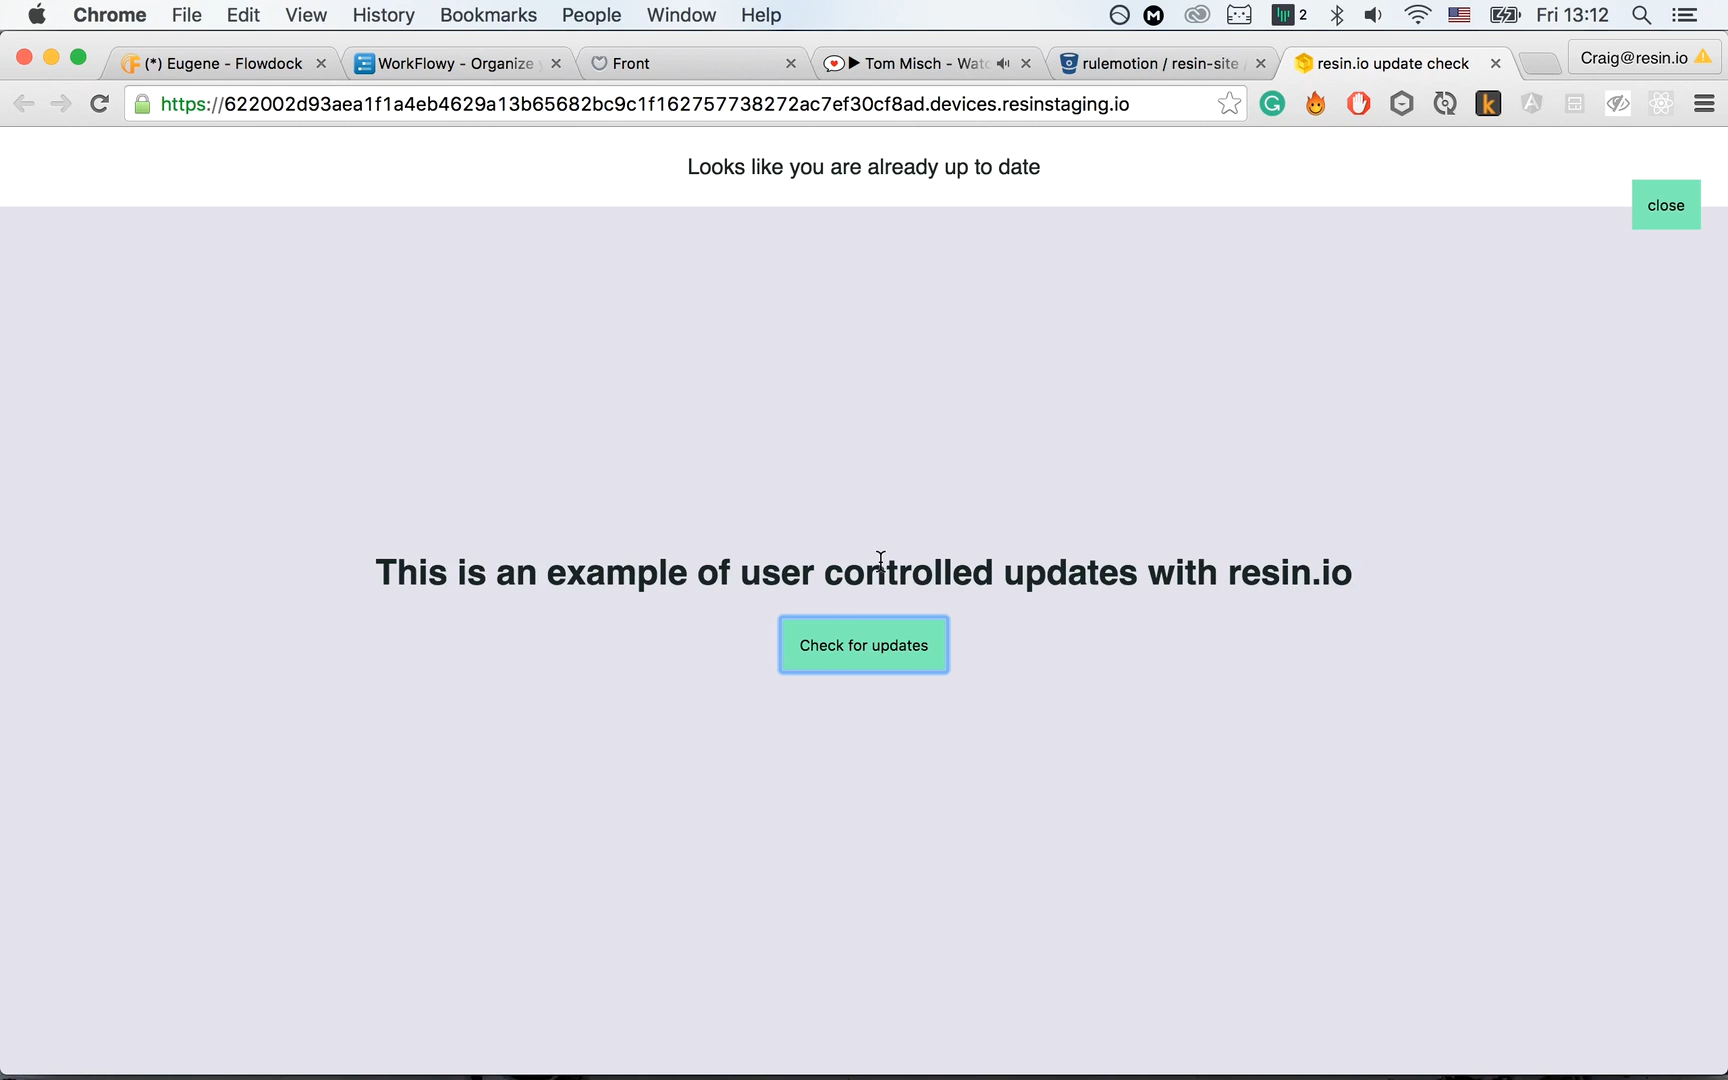 Chrome File Edit View History Bookmarks People Window Help 2 Fri 13:12
(*) Eugene - Flowdock WorkFlowy - Organize Front ▶ Tom Misch - Watc rulemotion / resin-site resin.io update check Craig@resin.io
https://622002d93aea1f1a4eb4629a13b65682bc9c1f162757738272ac7ef30cf8ad.devices.resinstaging.io
Looks like you are already up to date
close
This is an example of user controlled updates with resin.io
Check for updates